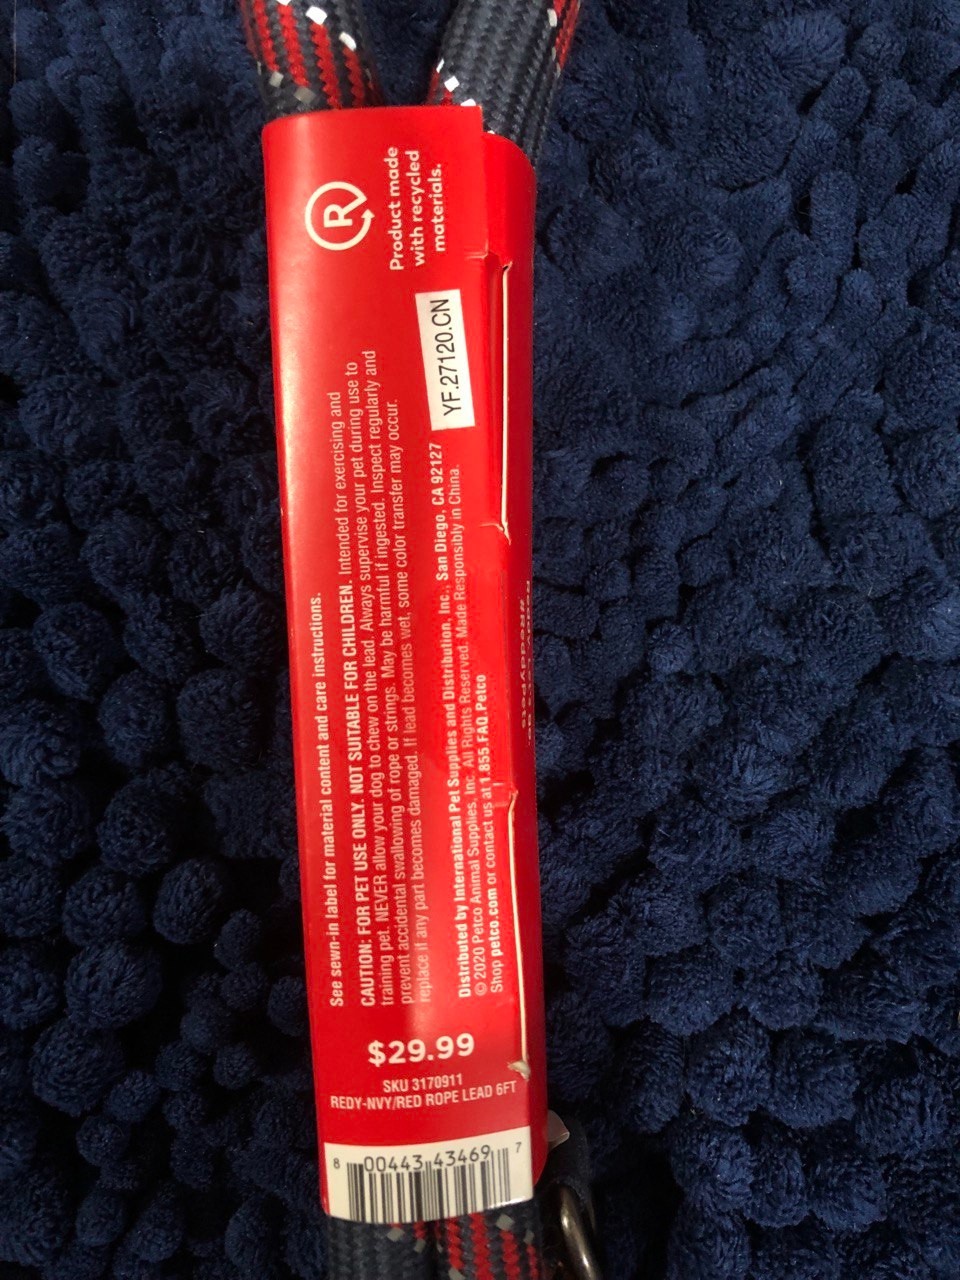 R
Product made
with recycled
materials.
YF.27120.CN
See sewn-in label for material content and care instructions.
CAUTION: FOR PET USE ONLY. NOT SUITABLE FOR CHILDREN. Intended for exercising and
training pet. NEVER allow your dog to chew on the lead. Always supervise your pet during use to
prevent accidental swallowing of rope or strings. May be harmful if ingested. Inspect regularly and
replace if any part becomes damaged. If lead becomes wet, some color transfer may occur.
Distributed by International Pet Supplies and Distribution, Inc., San Diego, CA 92127
© 2020 Petco Animal Supplies, Inc. All Rights Reserved. Made Responsibly in China.
Shop petco.com or contact us at 1.855.FAQ.Petco
$29.99
SKU 3170911
REDY-NVY/RED ROPE LEAD 6FT
8 00443 43469 7